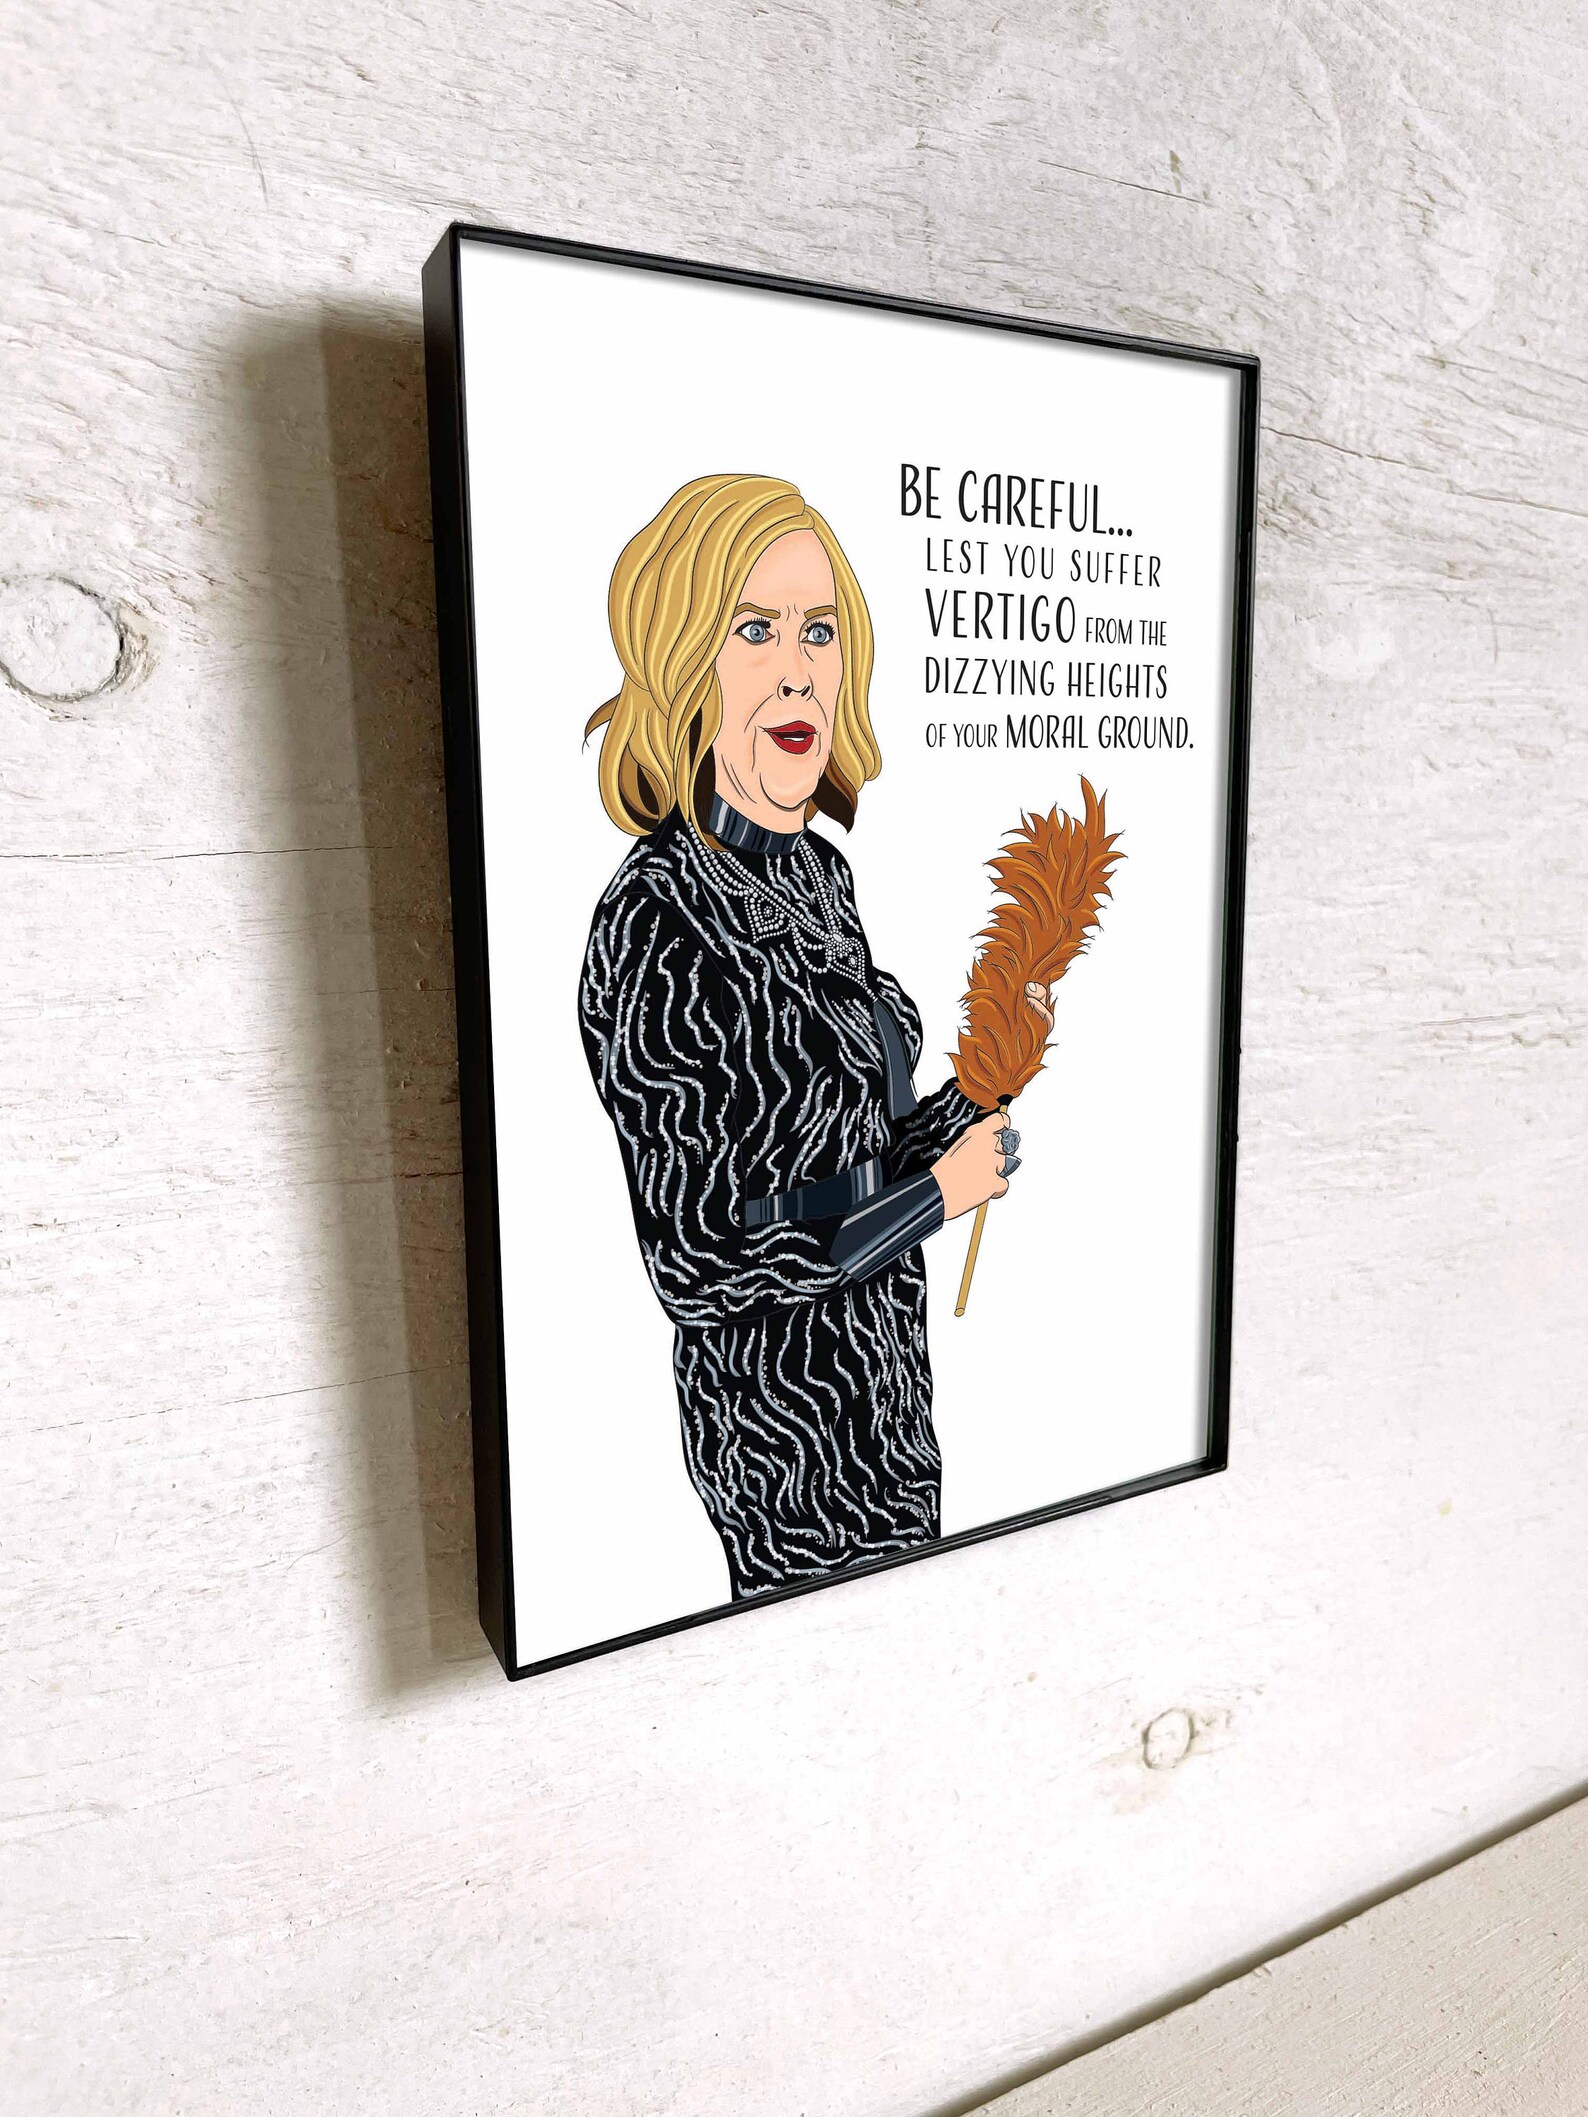 BE CAREFUL...
LEST YOU SUFFER
VERTIGO FROM THE
DIZZYING HEIGHTS
OF YOUR MORAL GROUND.